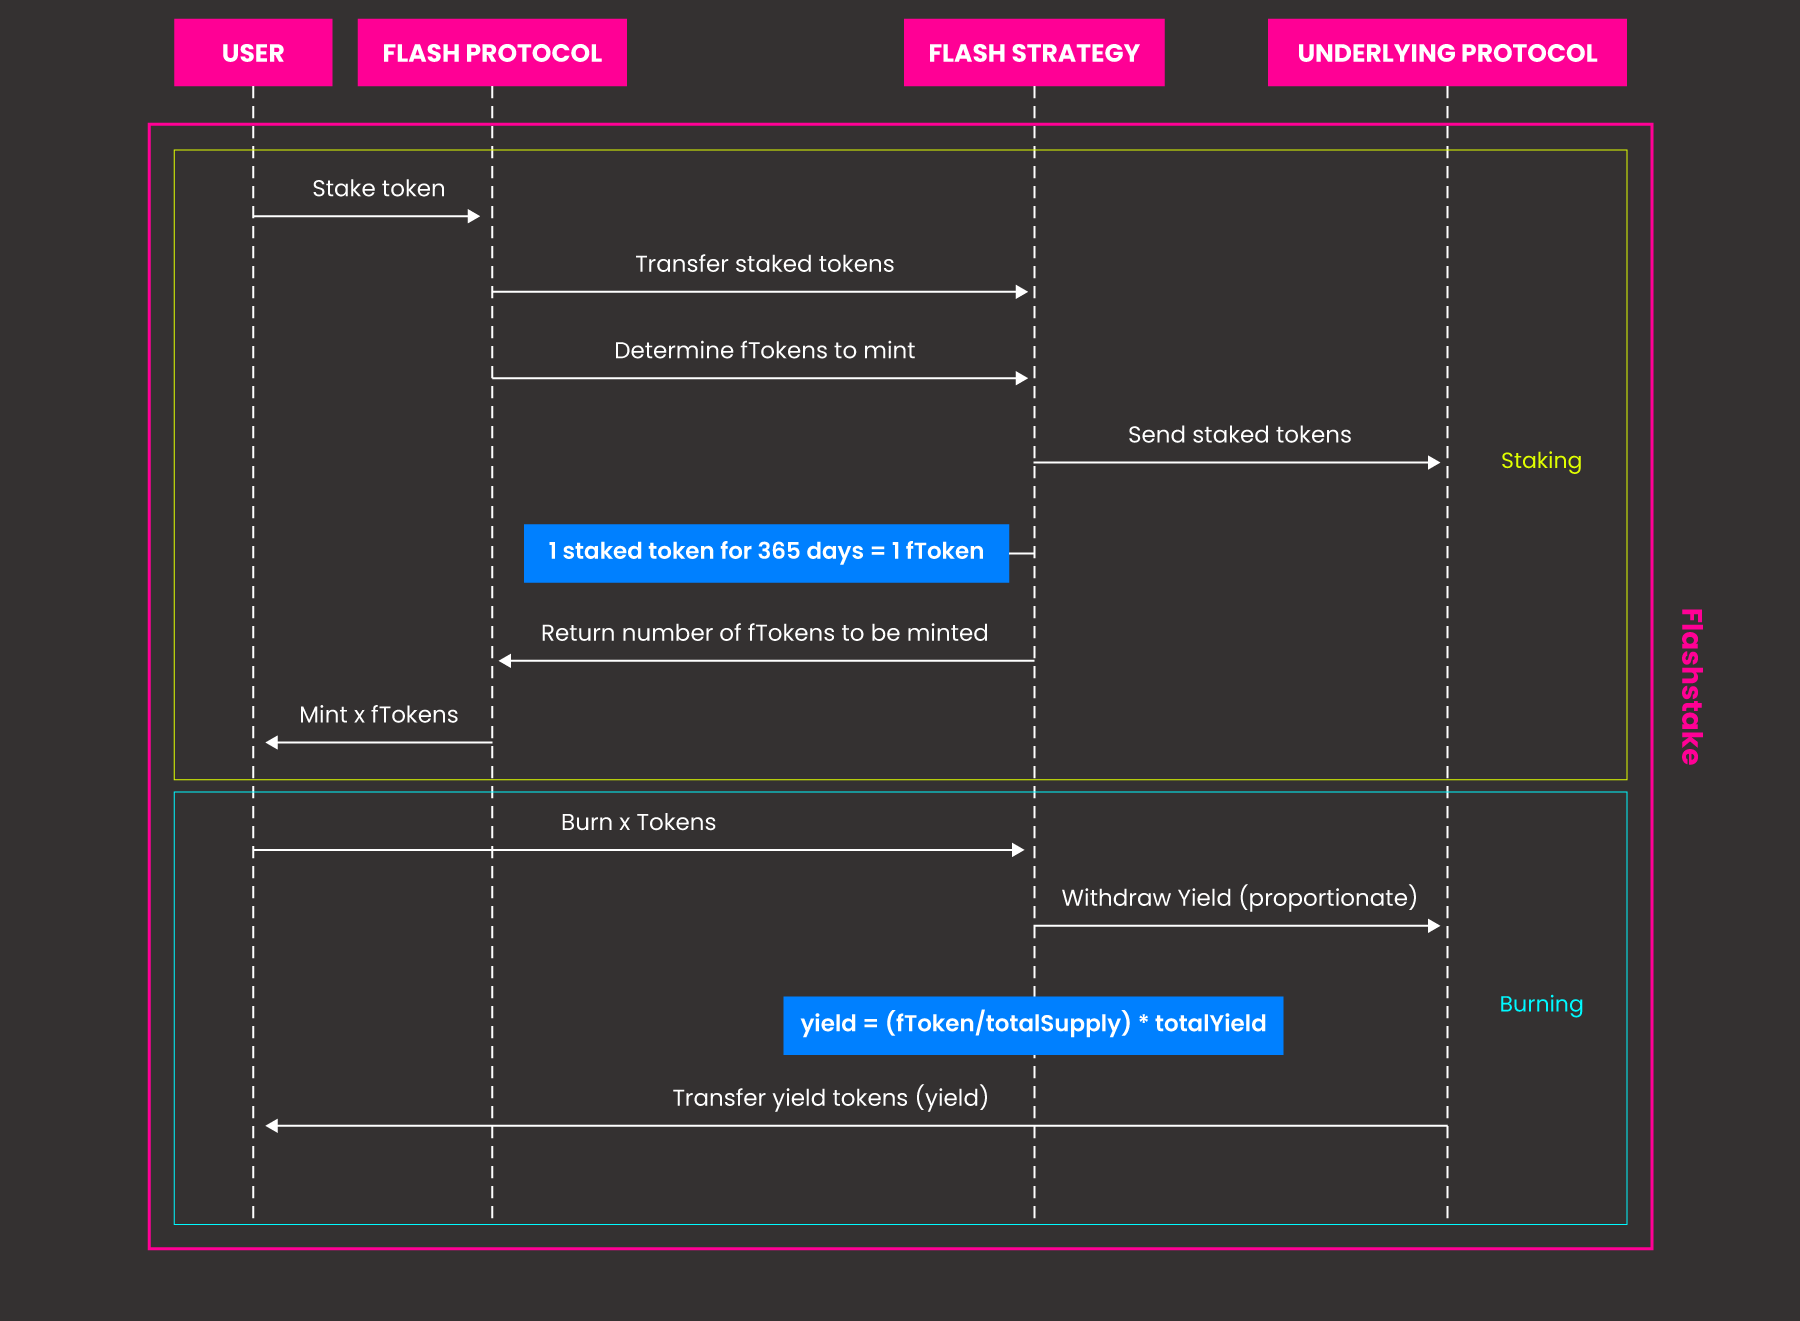 USER
FLASH PROTOCOL
FLASH STRATEGY
UNDERLYING PROTOCOL
Stake token
Transfer staked tokens
Determine fTokens to mint
Send staked tokens
Staking
1 staked token for 365 days = 1 fToken
Return number of fTokens to be minted
Flashstake
Mint x fTokens
Burn x Tokens
Withdraw Yield (proportionate)
Burning
yield = (fToken/totalSupply) * totalYield
Transfer yield tokens (yield)